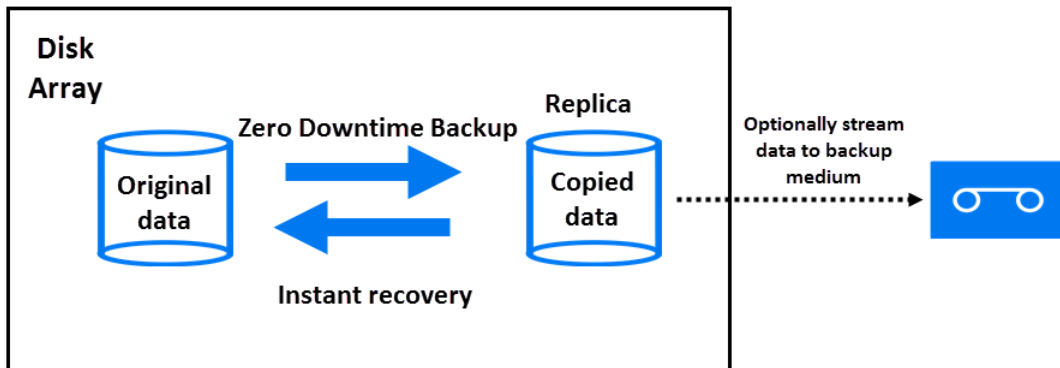 Disk
Array
Zero Downtime Backup
Replica
Original
data
Copied
data
Instant recovery
Optionally stream
data to backup
medium